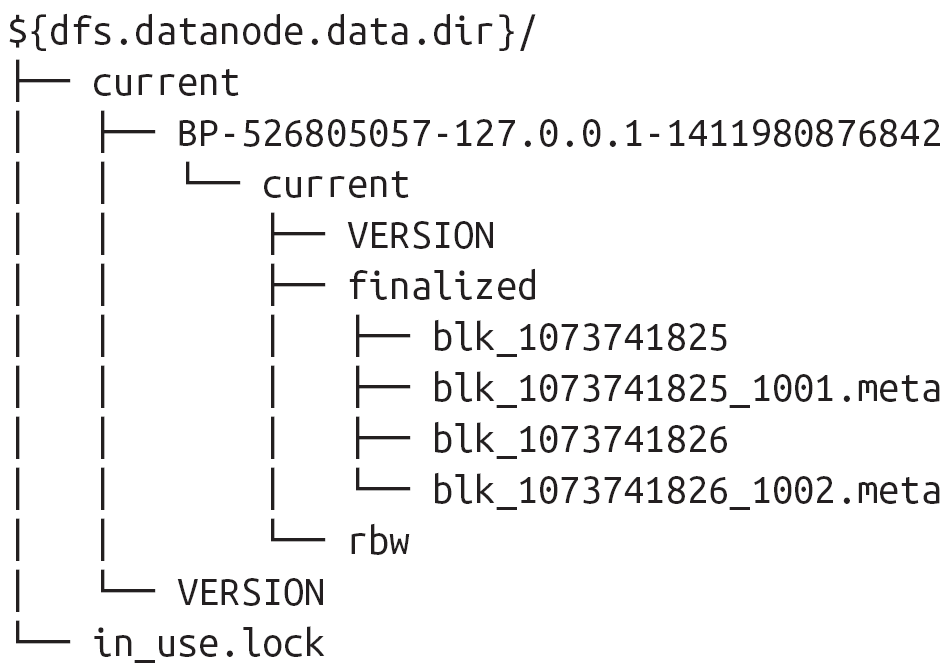 ${dfs.datanode.data.dir}/
├── current
│   ├── BP-526805057-127.0.0.1-1411980876842
│   │   └── current
│   │       ├── VERSION
│   │       ├── finalized
│   │       │   ├── blk_1073741825
│   │       │   ├── blk_1073741825_1001.meta
│   │       │   ├── blk_1073741826
│   │       │   └── blk_1073741826_1002.meta
│   │       └── rbw
│   └── VERSION
└── in_use.lock